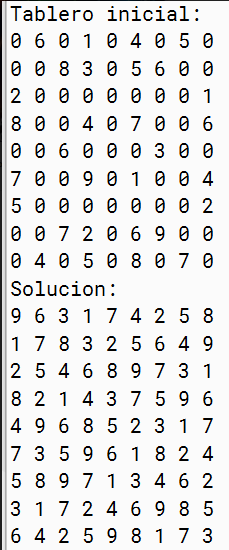 Tablero inicial:
0 6 0 1 0 4 0 5 0
0 0 8 3 0 5 6 0 0
2 0 0 0 0 0 0 0 1
8 0 0 4 0 7 0 0 6
0 0 6 0 0 0 3 0 0
7 0 0 9 0 1 0 0 4
5 0 0 0 0 0 0 0 2
0 0 7 2 0 6 9 0 0
0 4 0 5 0 8 0 7 0
Solucion:
9 6 3 1 7 4 2 5 8
1 7 8 3 2 5 6 4 9
2 5 4 6 8 9 7 3 1
8 2 1 4 3 7 5 9 6
4 9 6 8 5 2 3 1 7
7 3 5 9 6 1 8 2 4
5 8 9 7 1 3 4 6 2
3 1 7 2 4 6 9 8 5
6 4 2 5 9 8 1 7 3